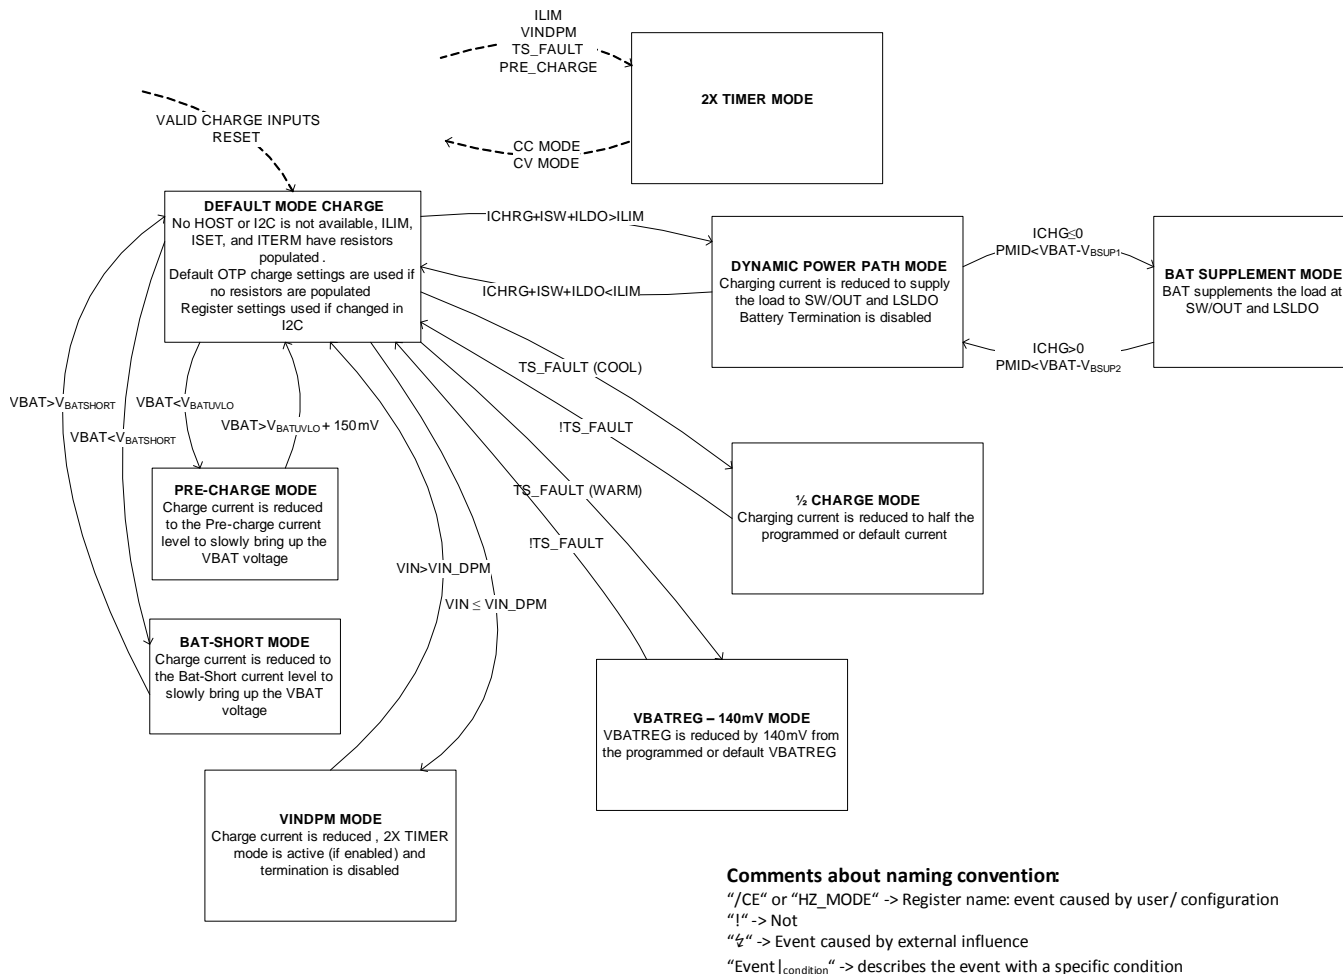 ILIM
VINDPM
TS_FAULT
PRE_CHARGE
2X TIMER MODE
VALID CHARGE INPUTS
RESET
CC MODE
CV MODE
DEFAULT MODE CHARGE
No HOST or I2C is not available, ILIM,
ISET, and ITERM have resistors
populated .
Default OTP charge settings are used if
no resistors are populated
Register settings used if changed in
I2C
ICHRG+ISW+ILDO>ILIM
ICHRG+ISW+ILDO<ILIM
DYNAMIC POWER PATH MODE
Charging current is reduced to supply
the load to SW/OUT and LSLDO
Battery Termination is disabled
ICHG≤0
PMID<VBAT-VBSUP1
ICHG>0
PMID<VBAT-VBSUP2
BAT SUPPLEMENT MODE
BAT supplements the load at
SW/OUT and LSLDO
VBAT>VBATSHORT
VBAT<VBATSHORT
VBAT<VBATUVLO
VBAT>VBATUVLO + 150mV
TS_FAULT (COOL)
!TS_FAULT
TS_FAULT (WARM)
!TS_FAULT
PRE-CHARGE MODE
Charge current is reduced
to the Pre-charge current
level to slowly bring up the
VBAT voltage
½ CHARGE MODE
Charging current is reduced to half the
programmed or default current
VIN>VIN_DPM
VIN ≤ VIN_DPM
BAT-SHORT MODE
Charge current is reduced to
the Bat-Short current level to
slowly bring up the VBAT
voltage
VBATREG – 140mV MODE
VBATREG is reduced by 140mV from
the programmed or default VBATREG
VINDPM MODE
Charge current is reduced , 2X TIMER
mode is active (if enabled) and
termination is disabled
Comments about naming convention:
“/CE“ or “HZ_MODE“ -> Register name: event caused by user/ configuration
“!“ -> Not
“↯“ -> Event caused by external influence
“Event|condition“ -> describes the event with a specific condition